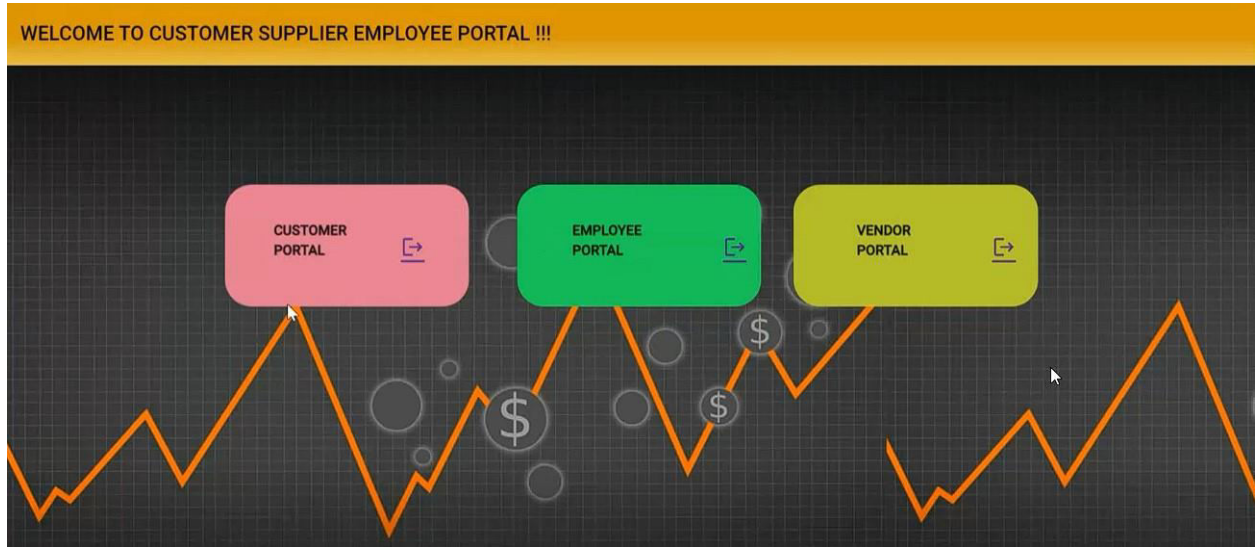 WELCOME TO CUSTOMER SUPPLIER EMPLOYEE PORTAL !!!
CUSTOMER
PORTAL
EMPLOYEE
PORTAL
VENDOR
PORTAL
$
$
$